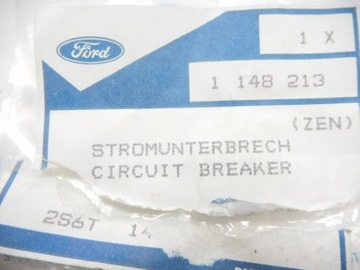 Ford
1 X
1 148 213
(ZEN)
STROMUNTERBRECH
CIRCUIT BREAKER
2S6T 14